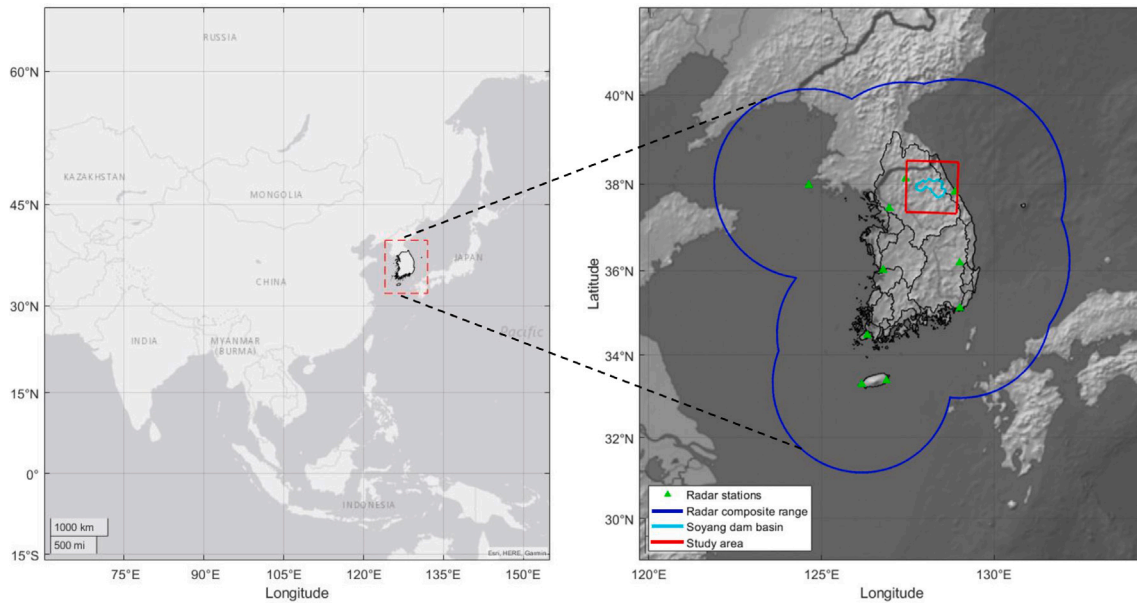 RUSSIA
60°N
KAZAKHSTAN
MONGOLIA
45°N
JAPAN
CHINA
30°N
Pacific
INDIA
MYANMAR
(BURMA)
15°N
0°
INDONESIA
1000 km
500 mi
15°S
Esri, HERE, Garmin
75°E 90°E 105°E 120°E 135°E 150°E
Longitude
40°N
38°N
36°N
34°N
32°N
30°N
Latitude
Radar stations
Radar composite range
Soyang dam basin
Study area
120°E 125°E 130°E
Longitude